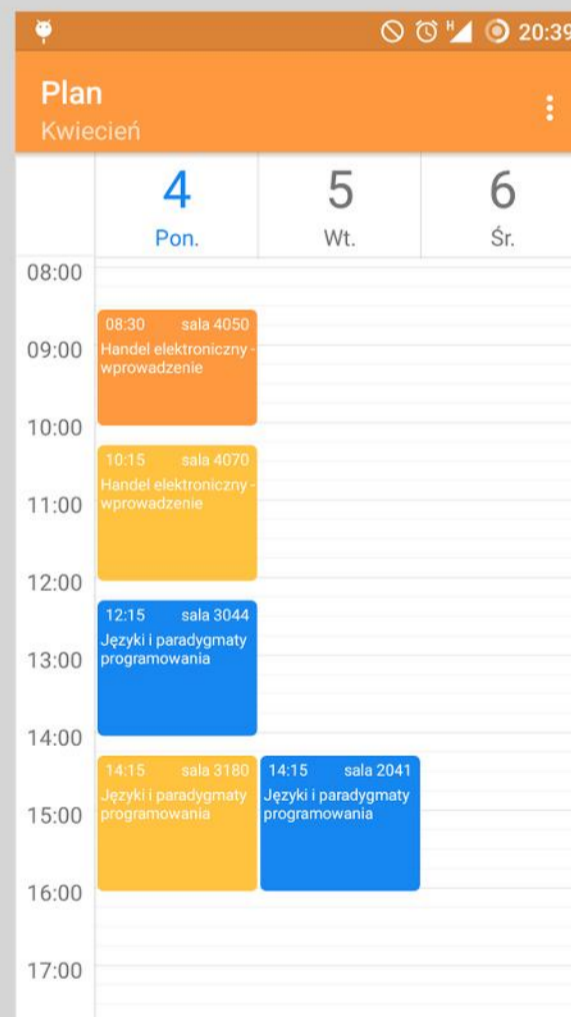 H 20:39
Plan
Kwiecień
4 5 6
Pon. Wt. Śr.
08:00
08:30 sala 4050
Handel elektroniczny -
wprowadzenie
09:00
10:00
10:15 sala 4070
Handel elektroniczny -
wprowadzenie
11:00
12:00
12:15 sala 3044
Języki i paradygmaty
programowania
13:00
14:00
14:15 sala 3180
Języki i paradygmaty
programowania
14:15 sala 2041
Języki i paradygmaty
programowania
15:00
16:00
17:00